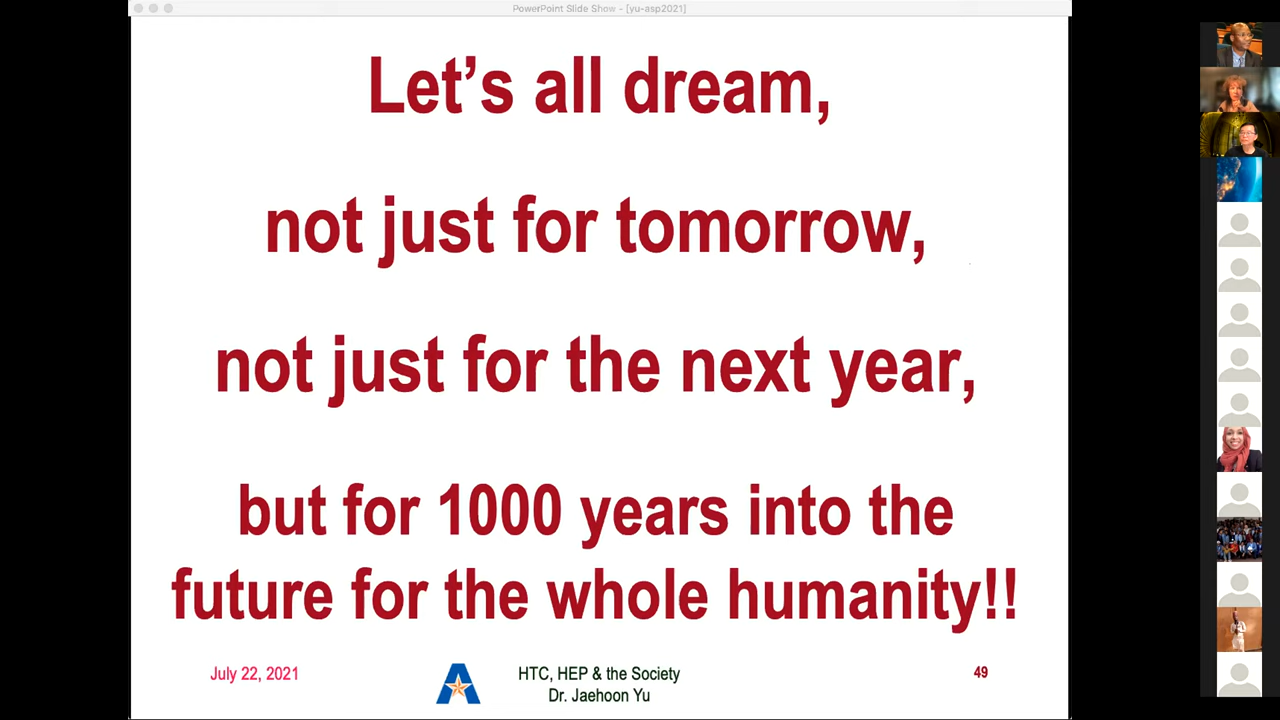 PowerPoint Slide Show - [yu-asp2021]
Let's all dream,
not just for tomorrow,
not just for the next year,
but for 1000 years into the
future for the whole humanity!!
July 22, 2021
HTC, HEP & the Society
Dr. Jaehoon Yu
49